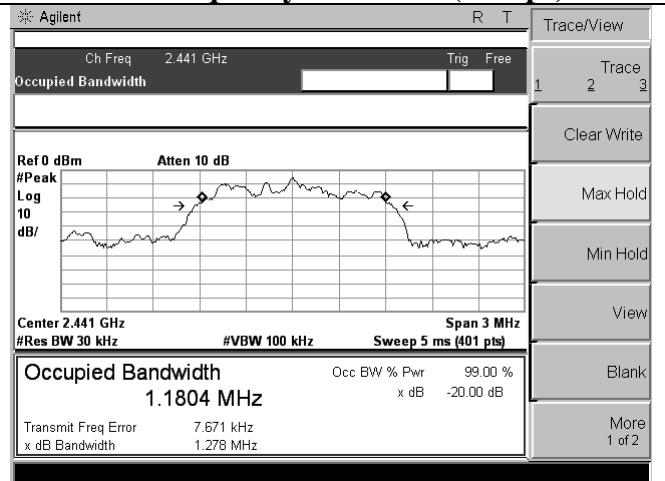 Agilent R T
Ch Freq 2.441 GHz Trig Free
Occupied Bandwidth
Ref 0 dBm Atten 10 dB
#Peak
Log
10
dB/
Center 2.441 GHz Span 3 MHz
#Res BW 30 kHz #VBW 100 kHz Sweep 5 ms (401 pts)
Occupied Bandwidth Occ BW % Pwr 99.00 %
1.1804 MHz x dB -20.00 dB
Transmit Freq Error 7.671 kHz
x dB Bandwidth 1.278 MHz
Trace/View
Trace
1 2 3
Clear Write
Max Hold
Min Hold
View
Blank
More
1 of 2